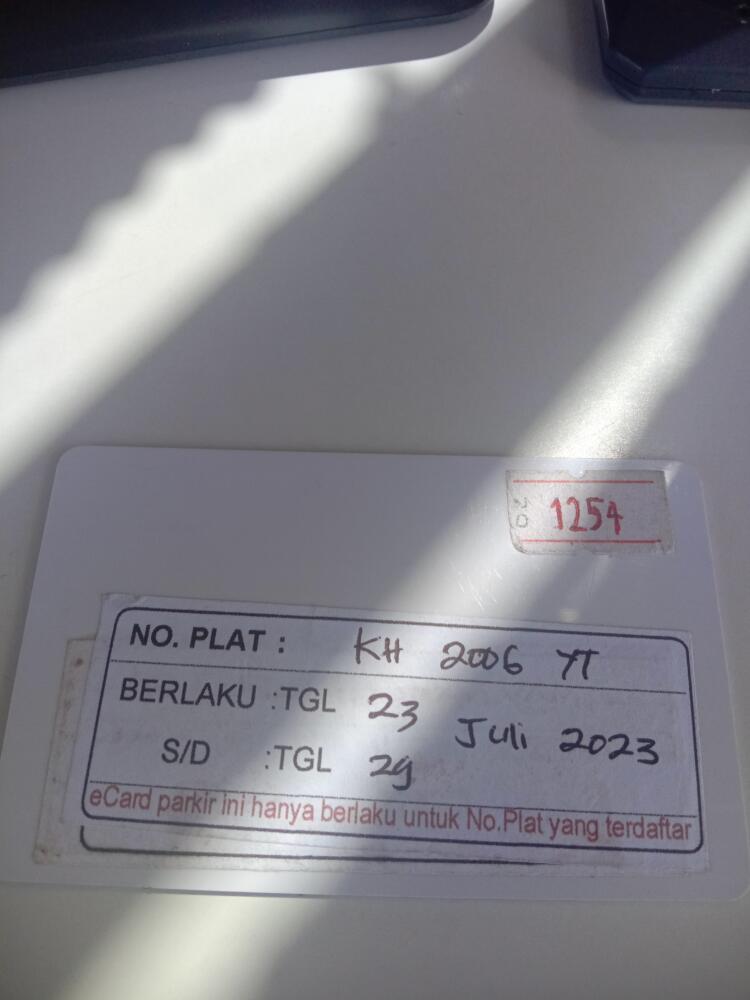 20
1254
NO. PLAT : KH 2006 YT
BERLAKU :TGL 23 Juli 2023
S/D :TGL 29
eCard parkir ini hanya berlaku untuk No.Plat yang terdaftar